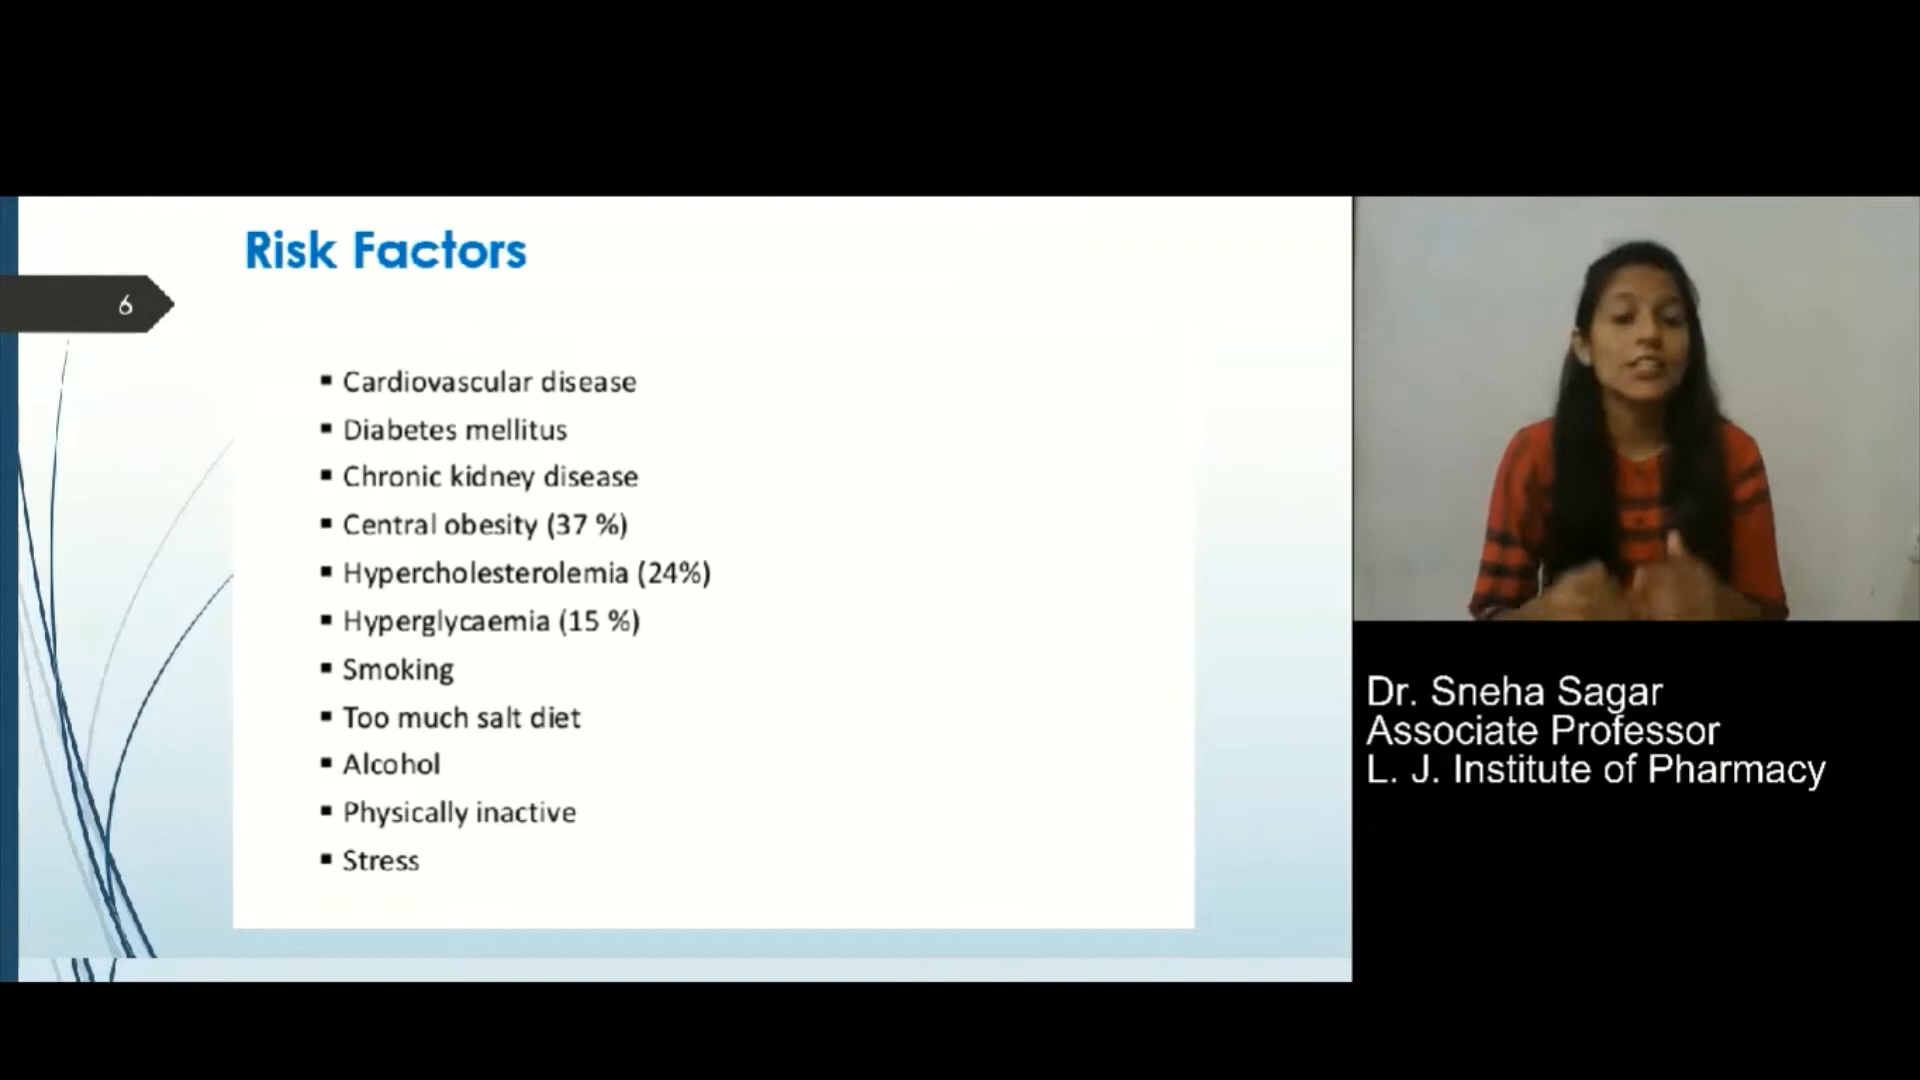 Risk Factors
6
▪ Cardiovascular disease
▪ Diabetes mellitus
▪ Chronic kidney disease
▪ Central obesity (37 %)
▪ Hypercholesterolemia (24%)
▪ Hyperglycaemia (15 %)
▪ Smoking
▪ Too much salt diet
▪ Alcohol
▪ Physically inactive
▪ Stress
Dr. Sneha Sagar
Associate Professor
L. J. Institute of Pharmacy